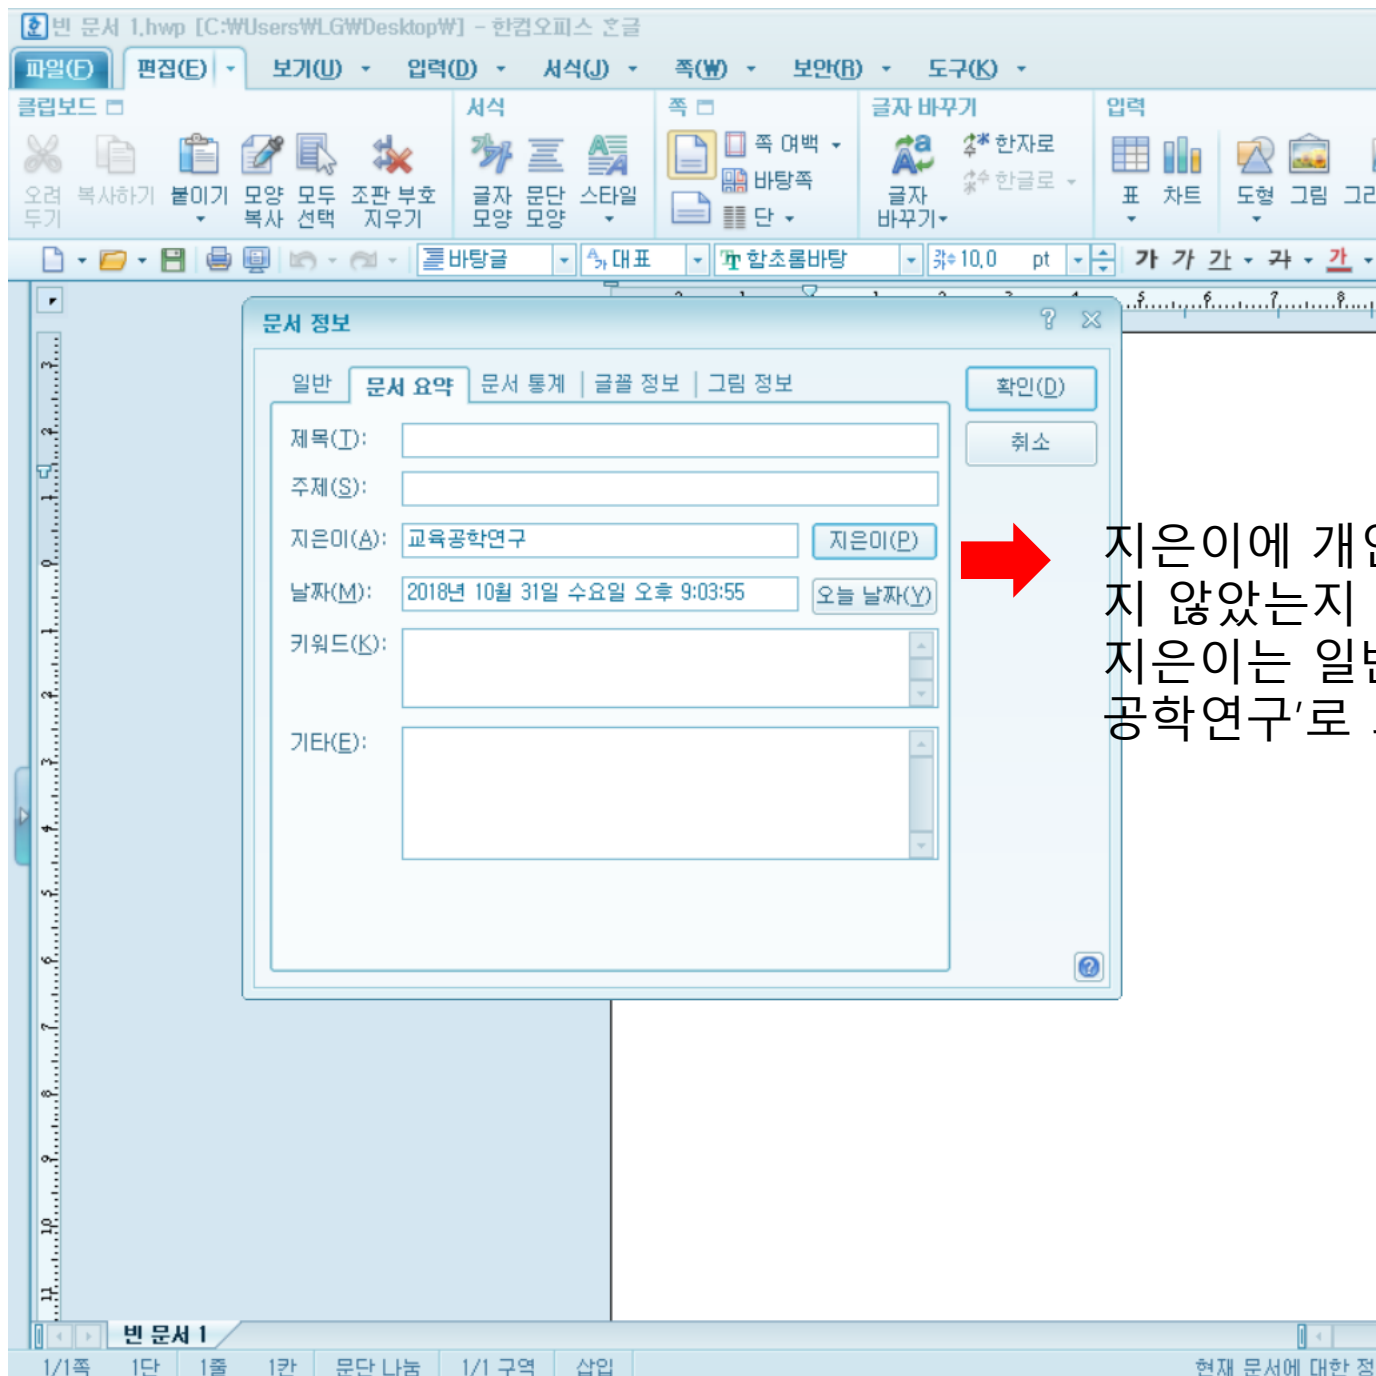 빈 문서 1.hwp [C:₩Users₩LG₩Desktop₩] - 한컴오피스 한글
파일(F) 편집(E) 보기(U) 입력(D) 서식(J) 쪽(W) 보안(R) 도구(K)
클립보드 서식 쪽 글자 바꾸기 입력
쪽 여백 한자로
바탕쪽 한글로
오려 복사하기 붙이기 모양 모두 조판 부호 글자 문단 스타일 글자 표 차트 도형 그림
두기 복사 선택 지우기 모양 모양 단 바꾸기
바탕글 대표 함초롬바탕 10,0 pt 가 가 가 가 가
문서 정보
일반 문서 요약 문서 통계 글꼴 정보 그림 정보
확인(D)
제목(T):
취소
주제(S):
지은이(A): 교육공학연구 지은이(P)
날짜(M): 2018년 10월 31일 수요일 오후 9:03:55 오늘 날짜(Y)
키워드(K):
기타(E):
지은이에
지 않았는지
지은이는
공학연구'로
빈 문서 1
1/1쪽 1단 1줄 1칸 문단 나눔 1/1 구역 삽입 현재 문서에 대한